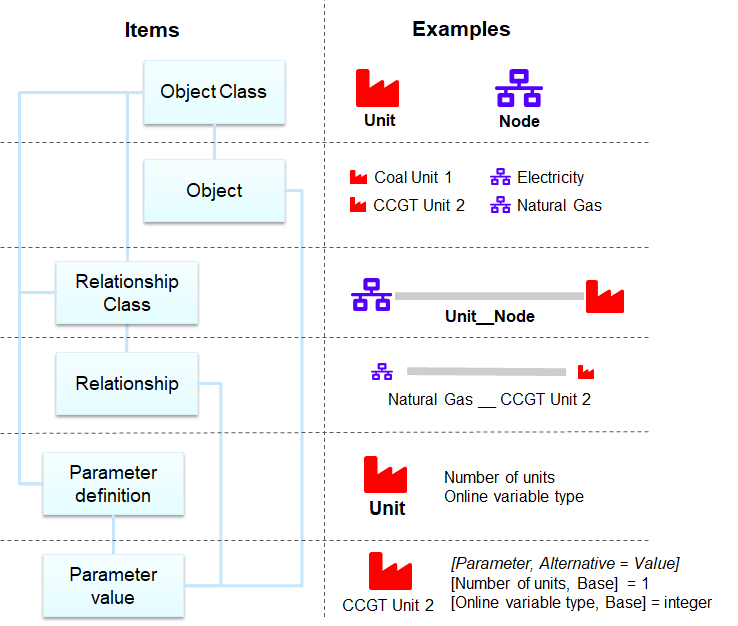 Items
Examples
Object Class
Unit
Node
Object
Coal Unit 1
Electricity
CCGT Unit 2
Natural Gas
Relationship
Class
Unit__Node
Relationship
Natural Gas __ CCGT Unit 2
Parameter
definition
Unit
Number of units
Online variable type
Parameter
value
CCGT Unit 2
[Parameter, Alternative = Value]
[Number of units, Base] = 1
[Online variable type, Base] = integer